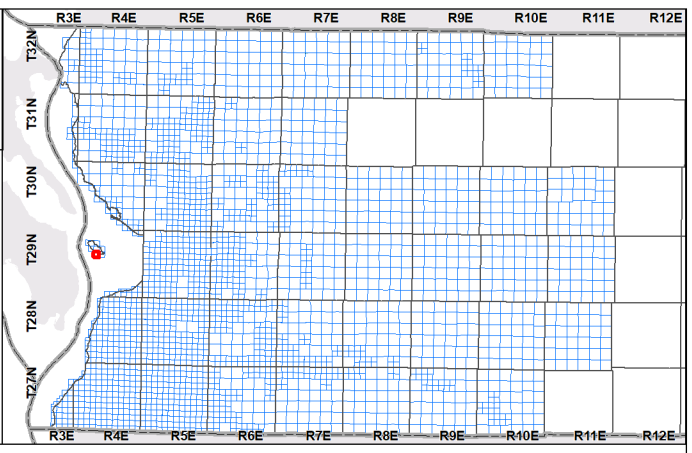 R3E R4E R5E R6E R7E R8E R9E R10E R11E R12E
T32N
T31N
T30N
T29N
T28N
T27N
R3E R4E R5E R6E R7E R8E R9E R10E R11E R12E